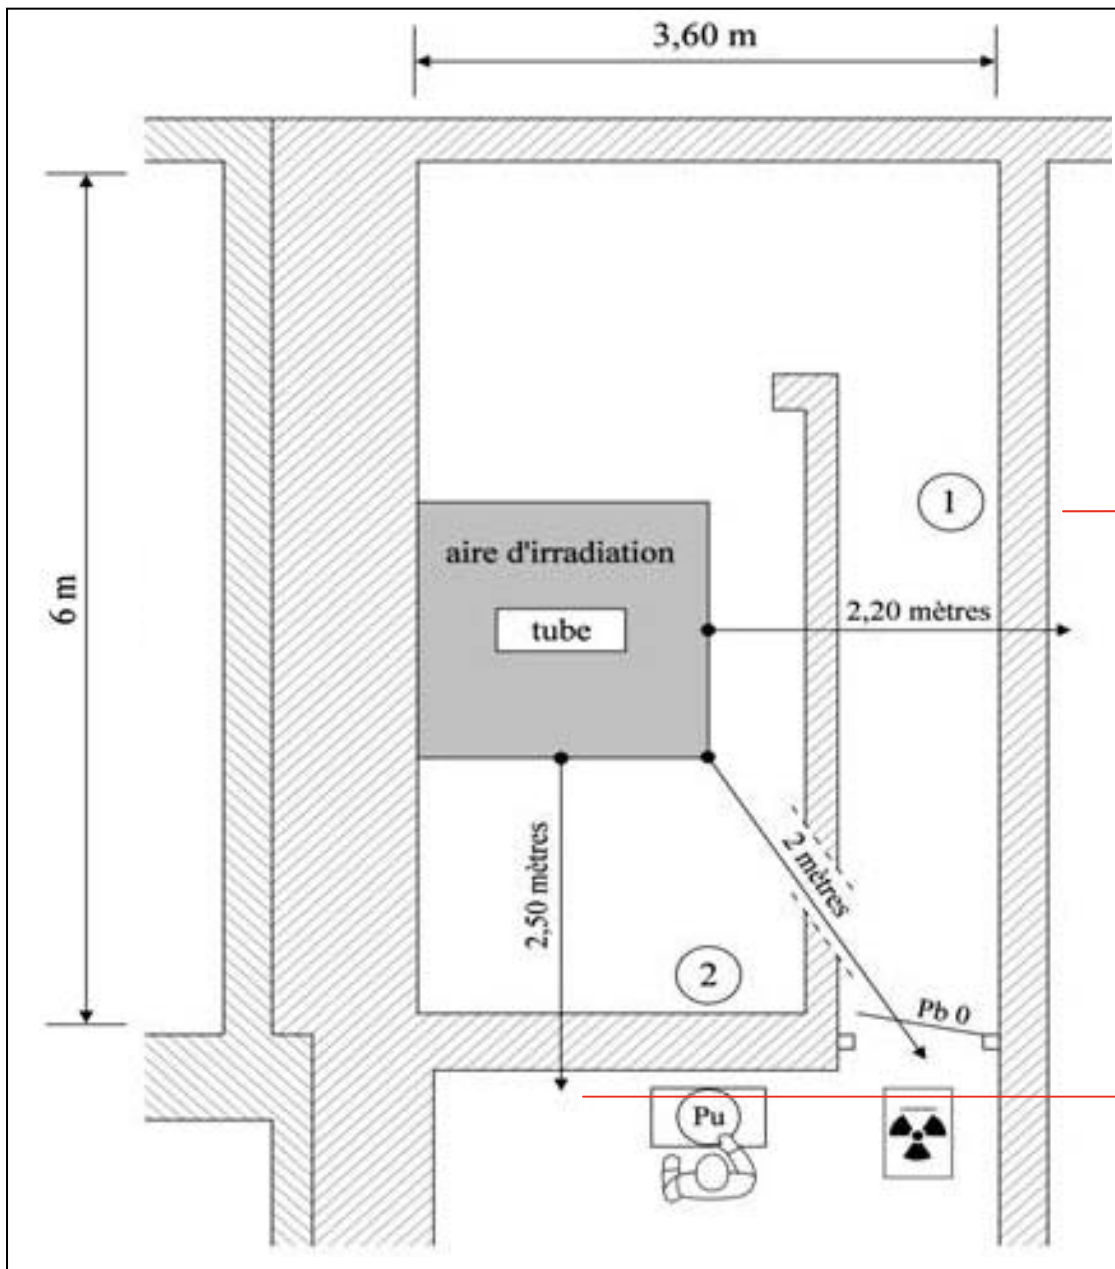 3,60 m
6 m
1
aire d'irradiation
tube
2,20 mètres
2 mètres
2,50 mètres
2
Pb 0
Pu